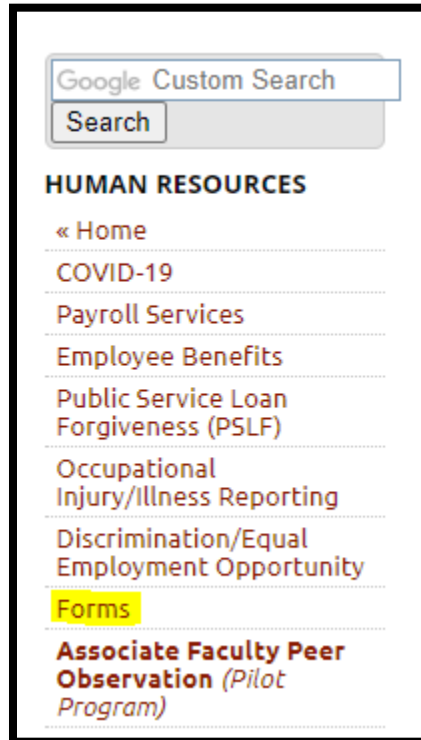 Google Custom Search
Search
HUMAN RESOURCES
« Home
COVID-19
Payroll Services
Employee Benefits
Public Service Loan
Forgiveness (PSLF)
Occupational
Injury/Illness Reporting
Discrimination/Equal
Employment Opportunity
Forms
Associate Faculty Peer
Observation (Pilot
Program)